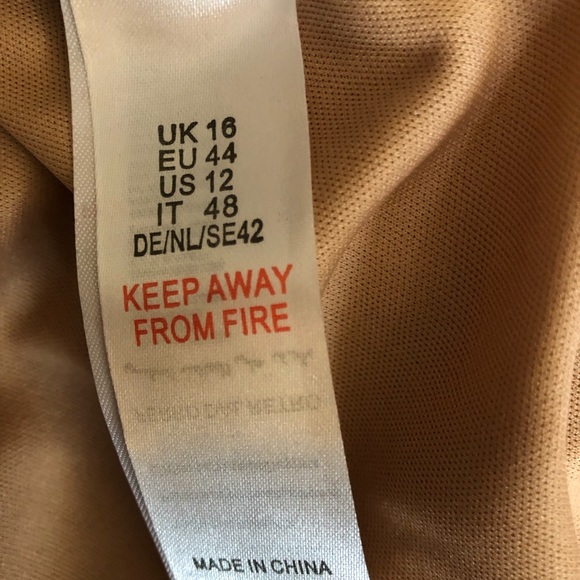 UK 16
EU 44
US 12
IT 48
DE/NL/SE42
KEEP AWAY
FROM FIRE
MADE IN CHINA